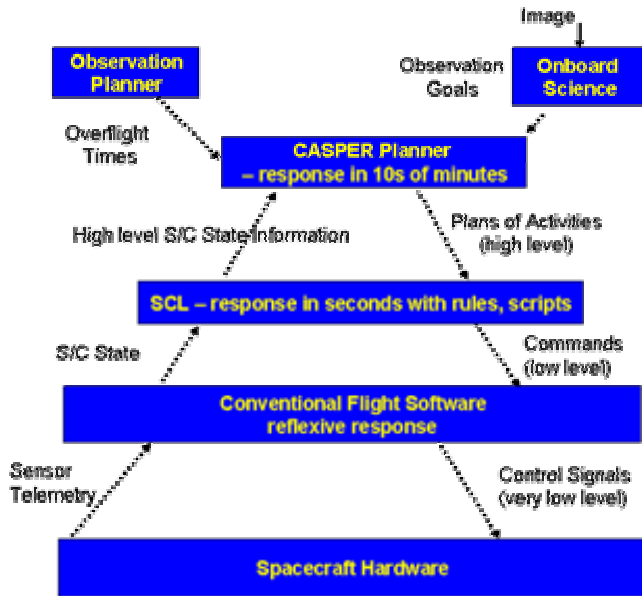 Image
Observation
Planner
Observation
Goals
Onboard
Science
Overflight
Times
CASPER Planner
– response in 10s of minutes
High level S/C State Information
Plans of Activities
(high level)
SCL – response in seconds with rules, scripts
S/C State
Commands
(low level)
Conventional Flight Software
reflexive response
Sensor
Telemetry
Control Signals
(very low level)
Spacecraft Hardware